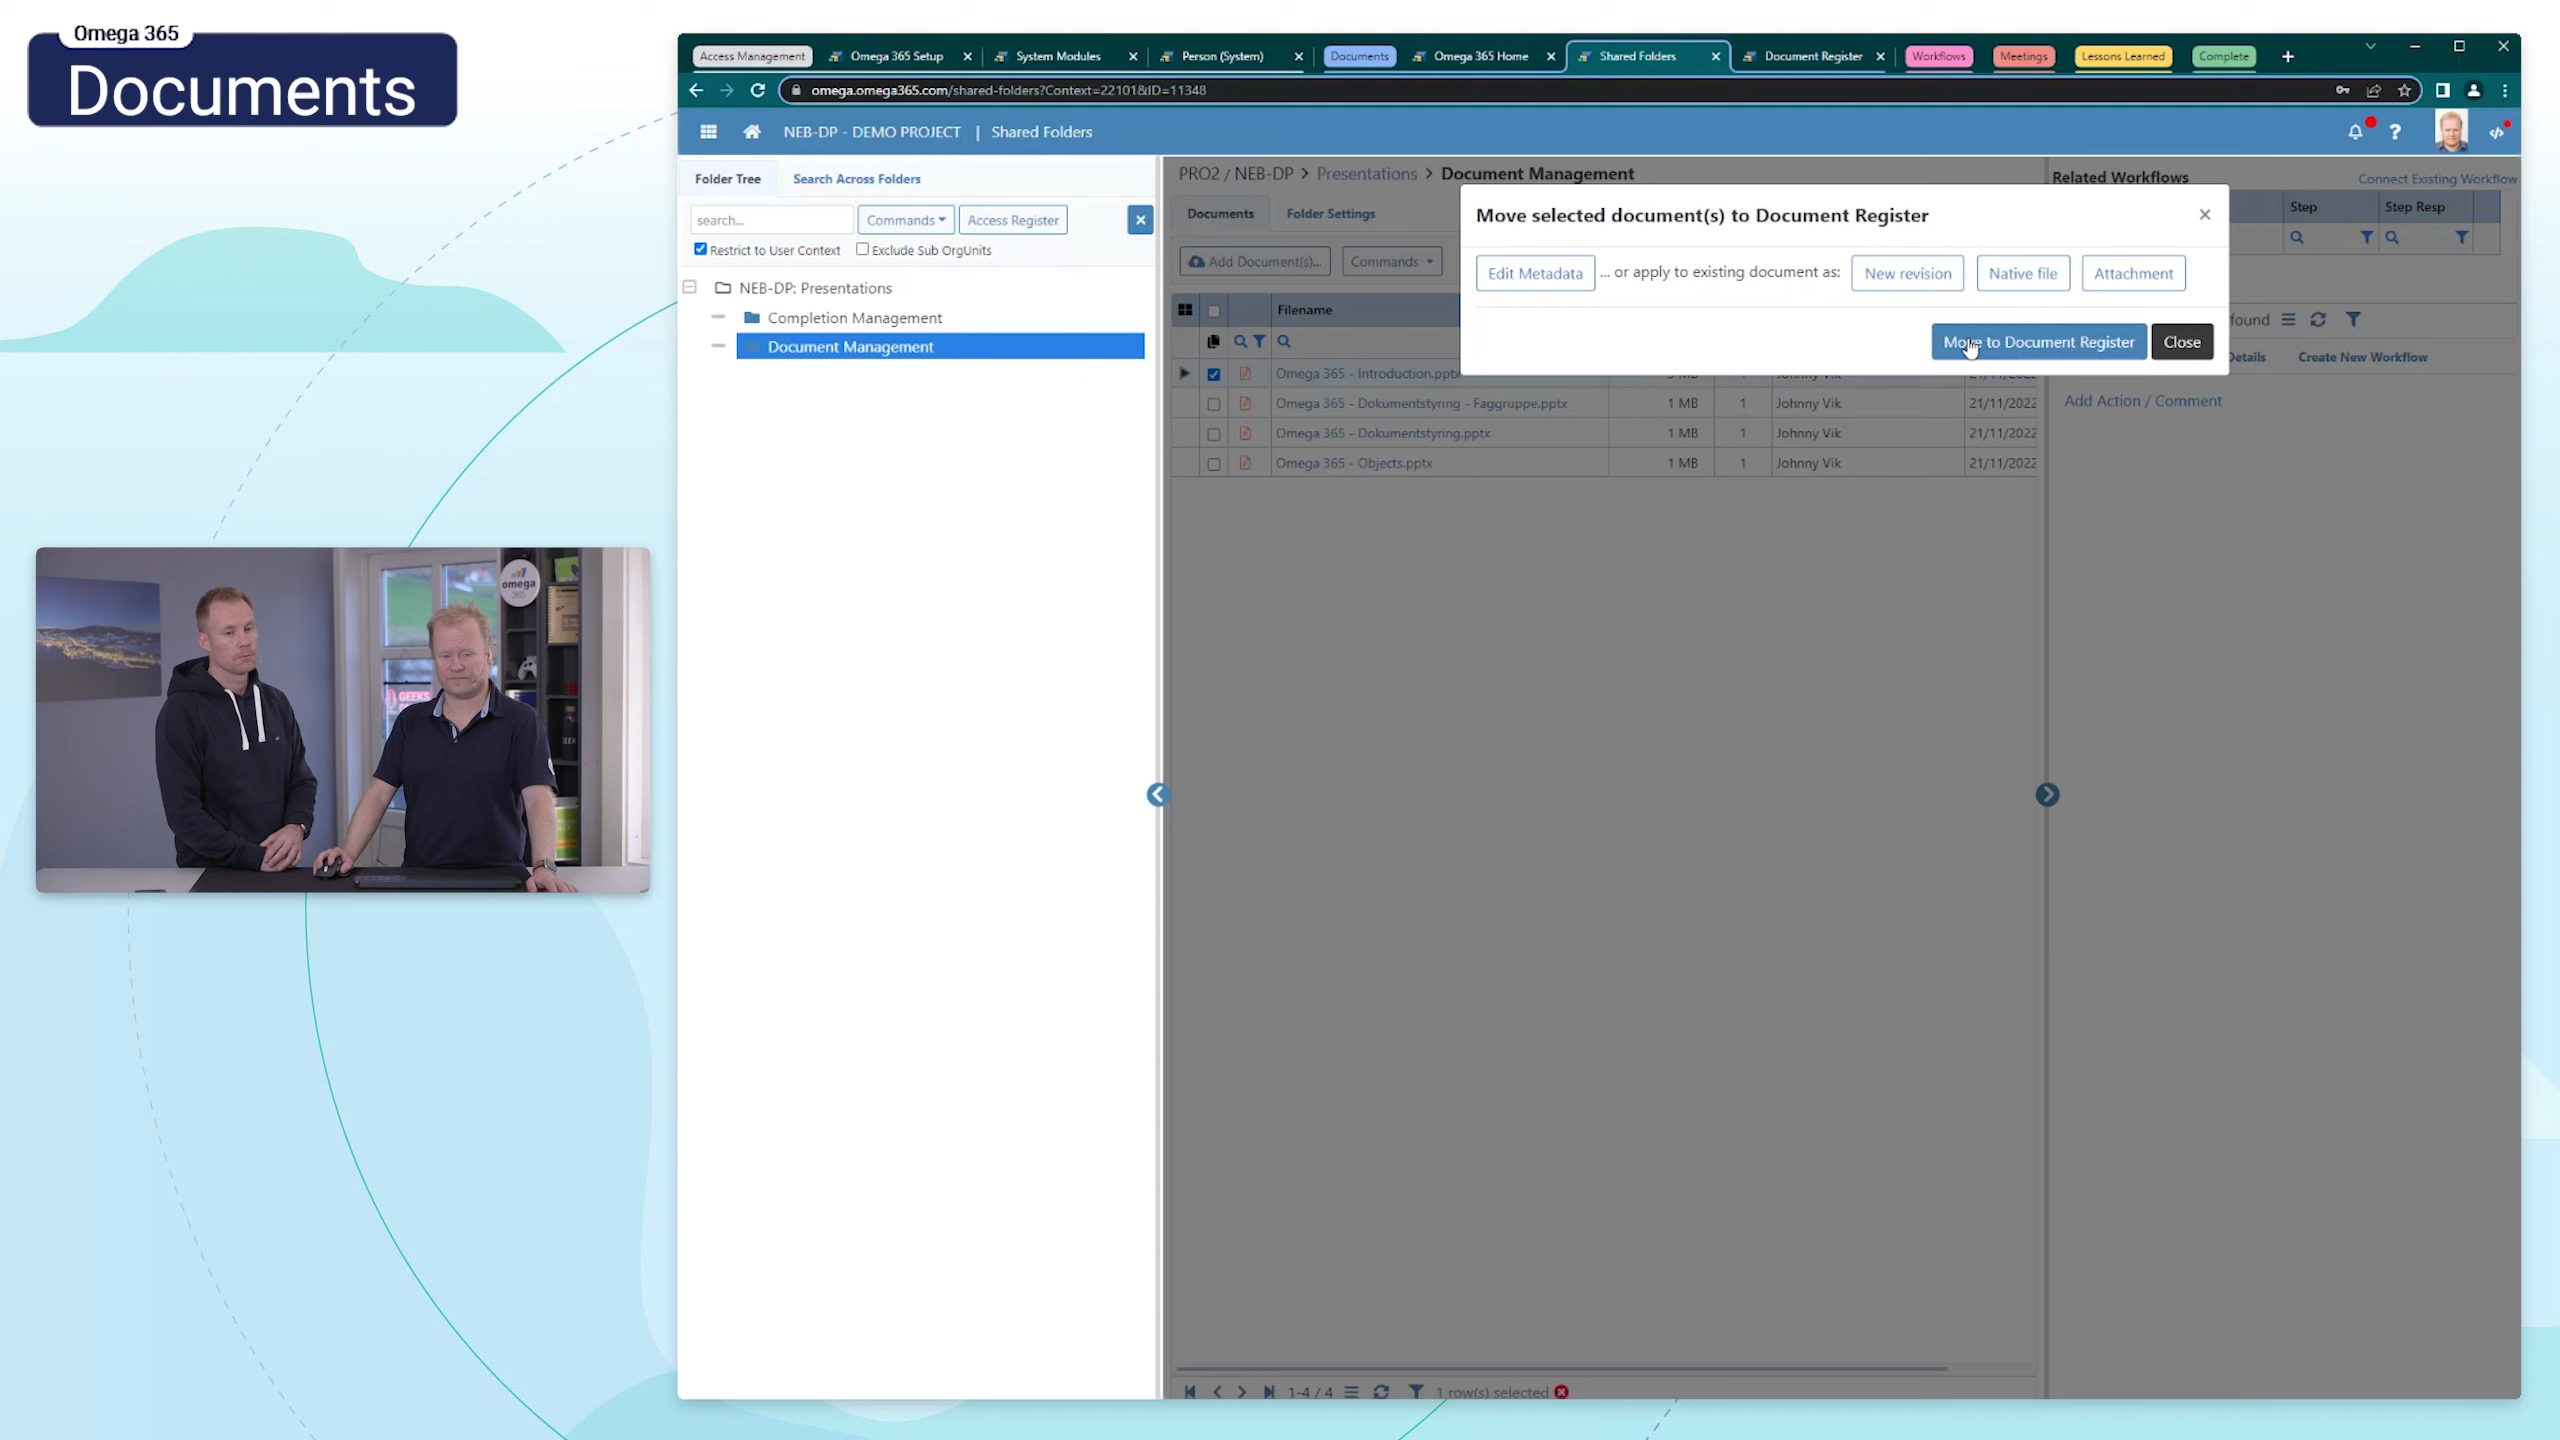 Omega 365
Documents
Access Management
Omega 365 Setup
System Modules
Person (System)
Documents
Omega 365 Home
Shared Folders
Document Register
Workflows
Meetings
Lessons Learned
Complete
omega.omega365.com/shared-folders?Context=22101&ID=11348
NEB-DP - DEMO PROJECT | Shared Folders
Folder Tree
Search Across Folders
search...
Commands
Access Register
Restrict to User Context
Exclude Sub OrgUnits
NEB-DP: Presentations
Completion Management
Document Management
PRO2 / NEB-DP > Presentations > Document Management
Documents
Folder Settings
Add Document(s)...
Commands
Filename
Omega 365 - Introduction.pptx
Omega 365 - Dokumentstyring - Faggruppe.pptx 1 MB 1 Johnny Vik 21/11/2022
Omega 365 - Dokumentstyring.pptx 1 MB 1 Johnny Vik 21/11/2022
Omega 365 - Objects.pptx 1 MB 1 Johnny Vik 21/11/2022
1-4 / 4
1 row(s) selected
Move selected document(s) to Document Register
Edit Metadata ... or apply to existing document as: New revision Native file Attachment
Move to Document Register
Close
Related Workflows
Connect Existing Workflow
Step
Step Resp
found
Details
Create New Workflow
Add Action / Comment
omega
365
GEEKS